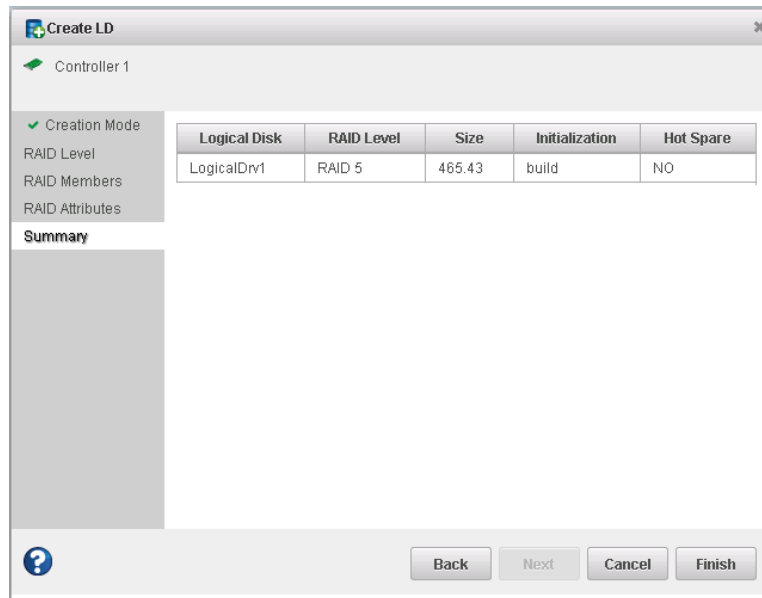 Create LD
Controller 1
Creation Mode
RAID Level
RAID Members
RAID Attributes
Summary
Logical Disk RAID Level Size Initialization Hot Spare
LogicalDrv1 RAID 5 465.43 build NO
?
Back Next Cancel Finish